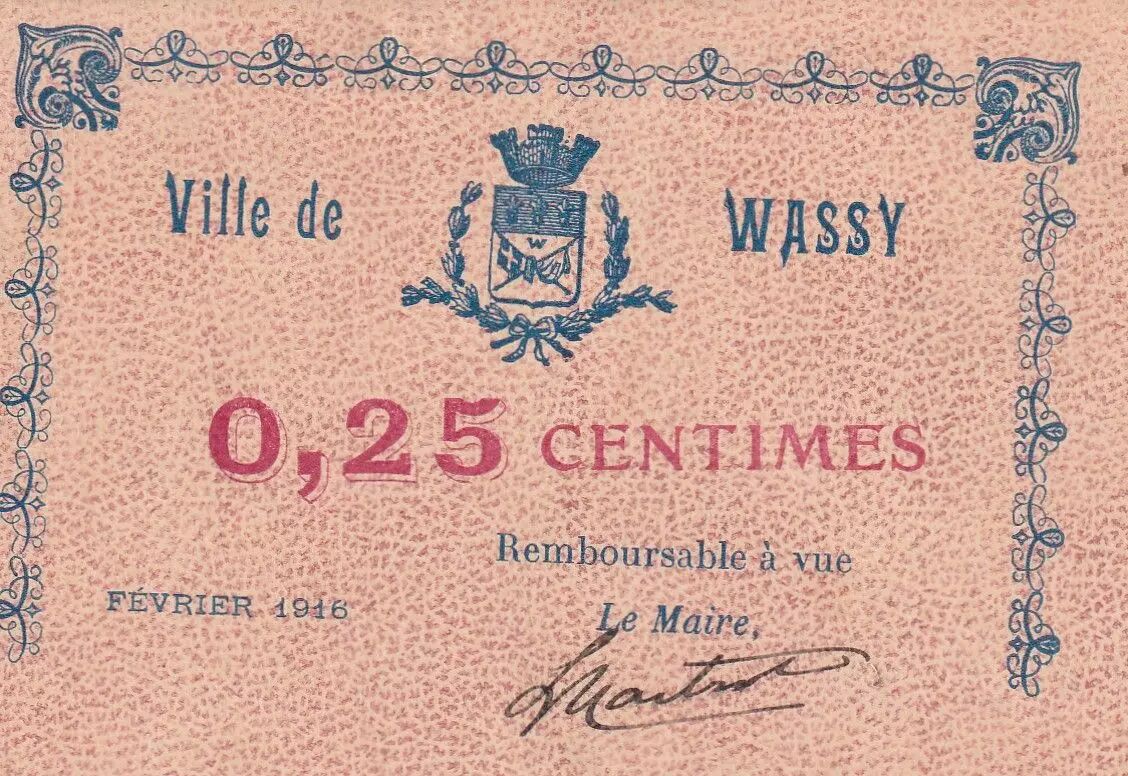 Ville de WASSY
W
0,25 CENTIMES
Remboursable à vue
FÉVRIER 1916
Le Maire,